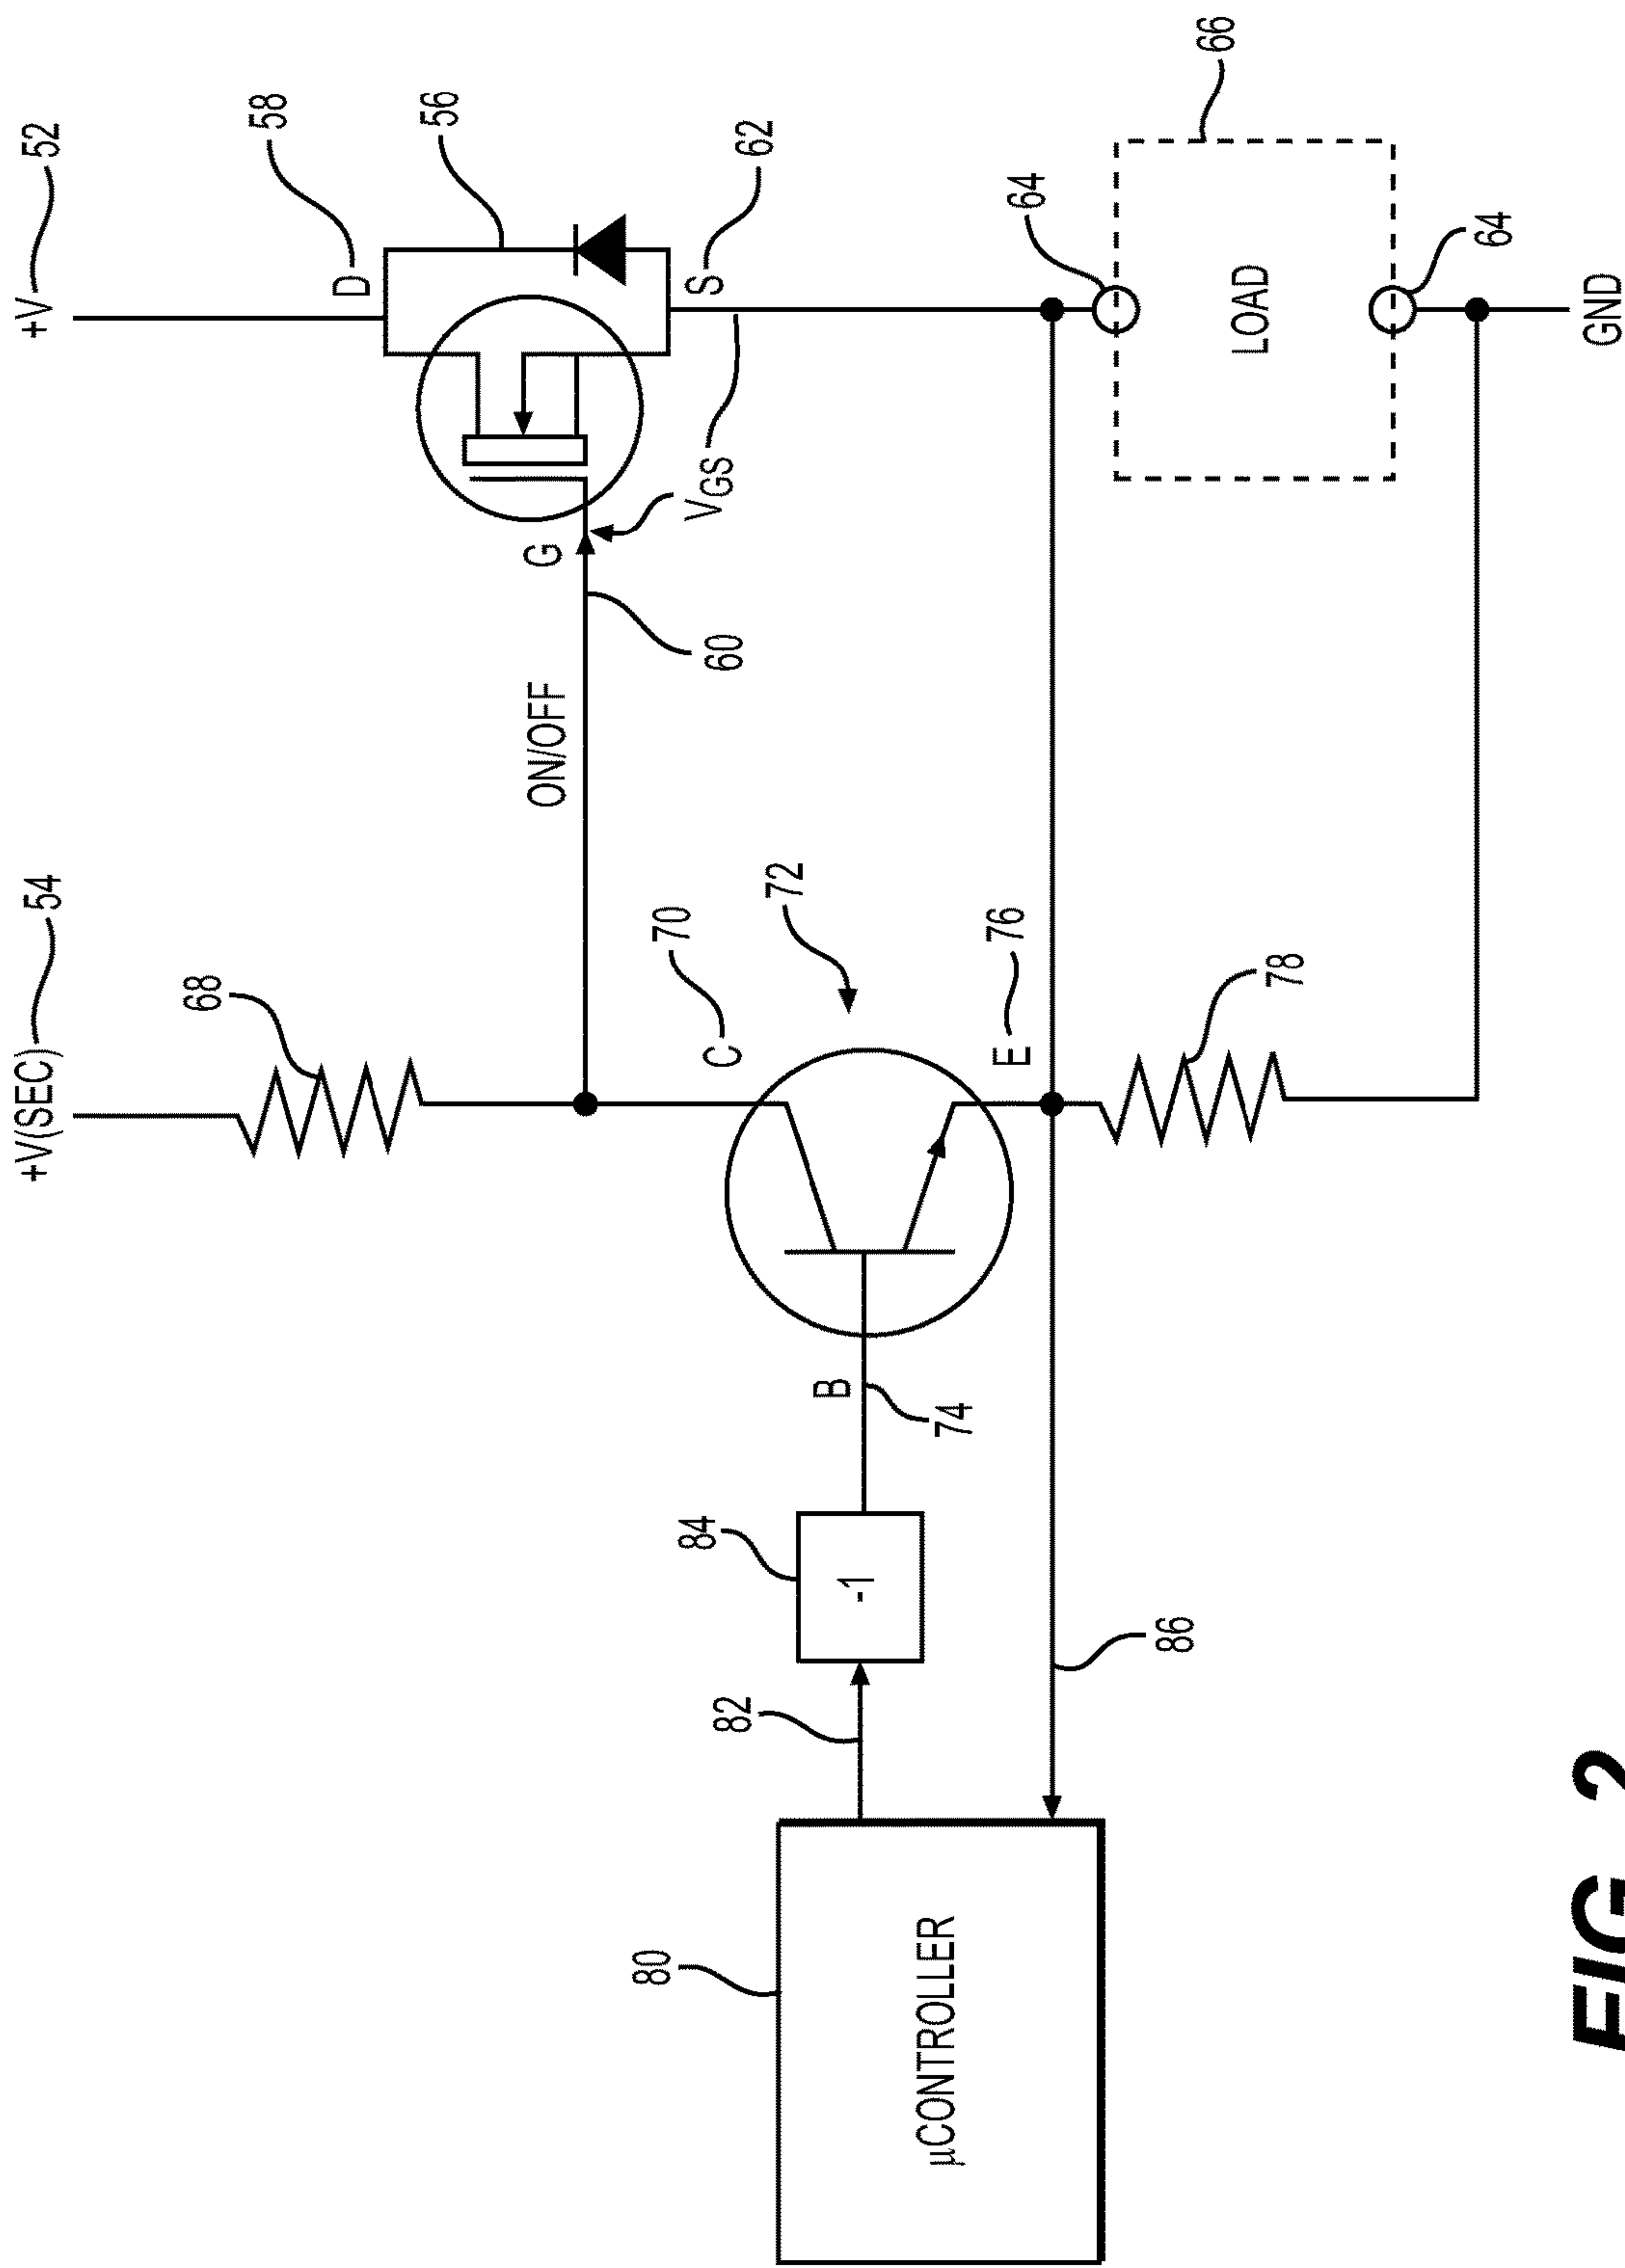 +V(SEC) 54
+V 52
68
58
D
56
ON/OFF
G
60
VGS
S
62
70
C
72
84
-1
B
74
82
80
µCONTROLLER
E
76
86
78
64
66
LOAD
64
GND
FIG. 2